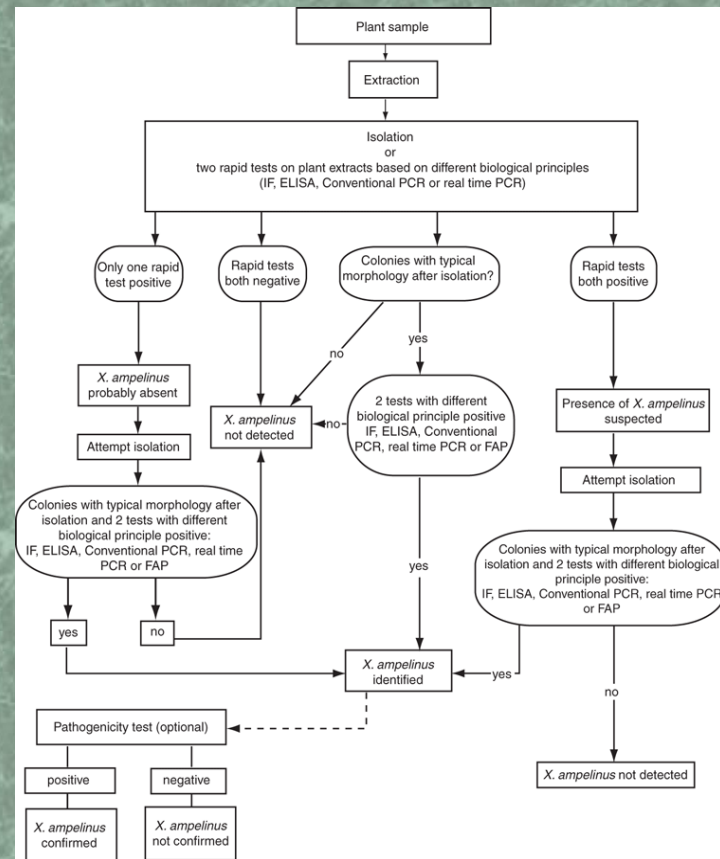 Plant sample
Extraction
Isolation
or
two rapid tests on plant extracts based on different biological principles
(IF, ELISA, Conventional PCR or real time PCR)
Only one rapid
test positive
Rapid tests
both negative
Colonies with typical
morphology after isolation?
Rapid tests
both positive
no
yes
X. ampelinus
probably absent
X. ampelinus
not detected
no
2 tests with different
biological principle positive
IF, ELISA, Conventional
PCR, real time PCR or FAP
Presence of X. ampelinus
suspected
Attempt isolation
Attempt isolation
Colonies with typical morphology after
isolation and 2 tests with different
biological principle positive:
IF, ELISA, Conventional PCR, real time
PCR or FAP
Colonies with typical morphology after
isolation and 2 tests with different biological
principle positive:
IF, ELISA, Conventional PCR, real time PCR
or FAP
yes
yes
no
X. ampelinus
identified
yes
no
Pathogenicity test (optional)
positive
negative
X. ampelinus not detected
X. ampelinus
confirmed
X. ampelinus
not confirmed